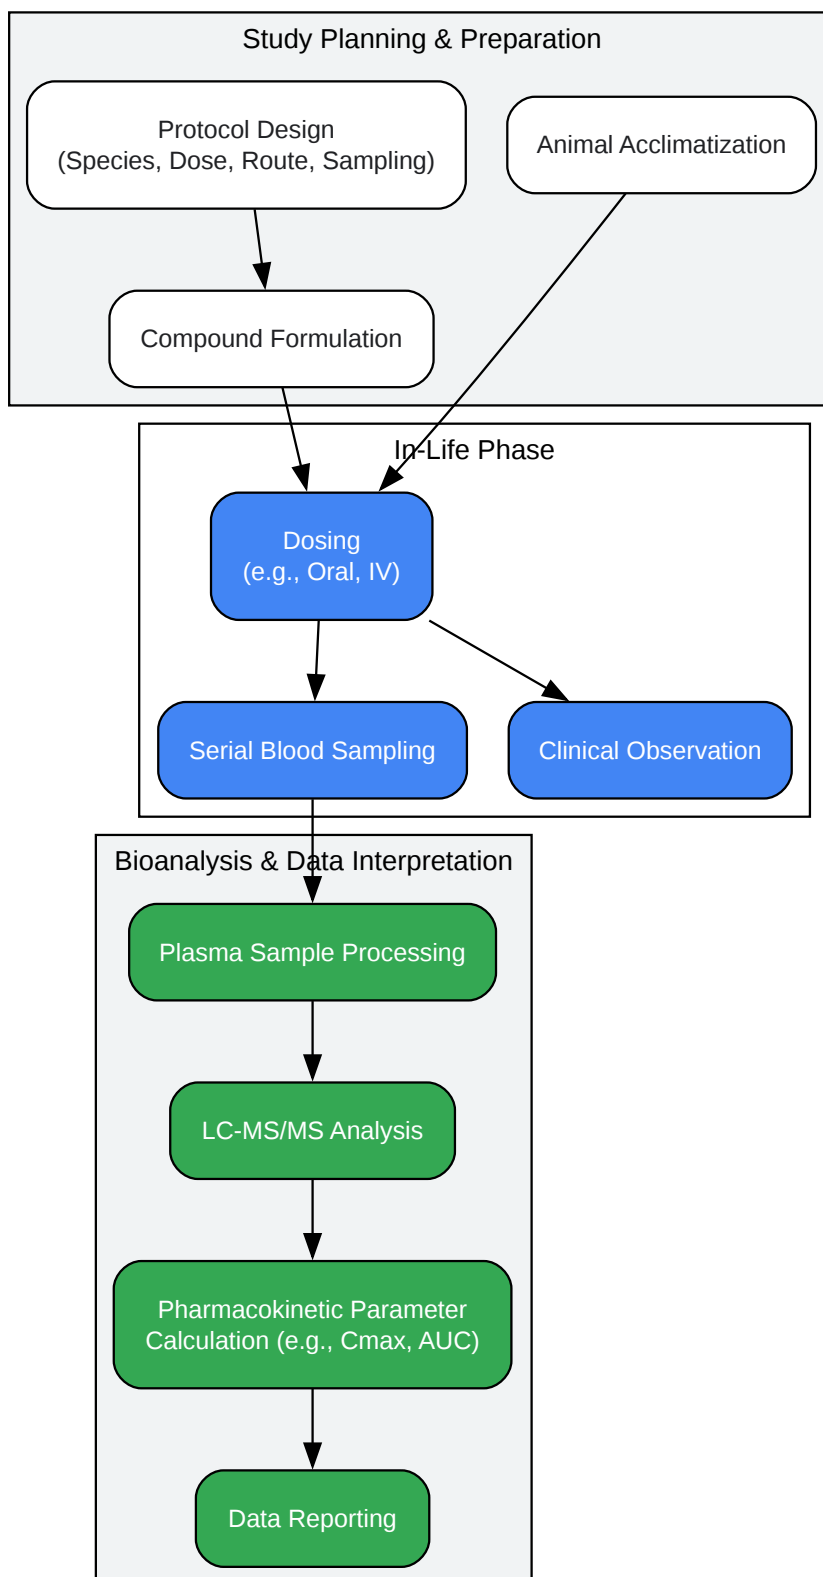 Study Planning & Preparation
Protocol Design
(Species, Dose, Route, Sampling)
Animal Acclimatization
Compound Formulation
In-Life Phase
Dosing
(e.g., Oral, IV)
Serial Blood Sampling
Clinical Observation
Bioanalysis & Data Interpretation
Plasma Sample Processing
LC-MS/MS Analysis
Pharmacokinetic Parameter
Calculation (e.g., Cmax, AUC)
Data Reporting